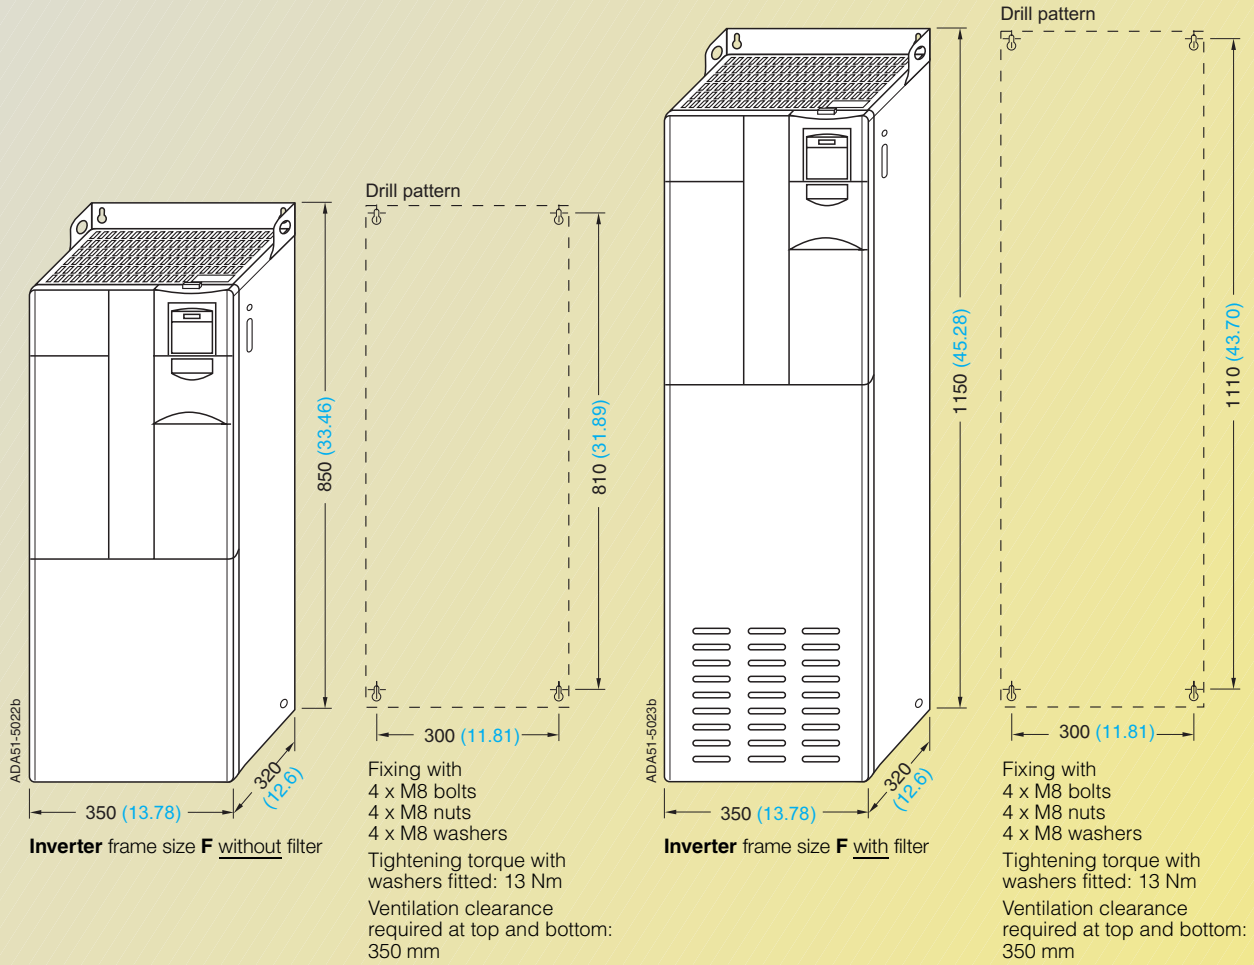 Drill pattern
850 (33.46)
810 (31.89)
300 (11.81)
350 (13.78)
320
(12.6)
ADA51-5022b
Inverter frame size F without filter
Fixing with
4 x M8 bolts
4 x M8 nuts
4 x M8 washers
Tightening torque with
washers fitted: 13 Nm
Ventilation clearance
required at top and bottom:
350 mm
Drill pattern
1150 (45.28)
1110 (43.70)
300 (11.81)
350 (13.78)
320
(12.6)
ADA51-5023b
Inverter frame size F with filter
Fixing with
4 x M8 bolts
4 x M8 nuts
4 x M8 washers
Tightening torque with
washers fitted: 13 Nm
Ventilation clearance
required at top and bottom:
350 mm